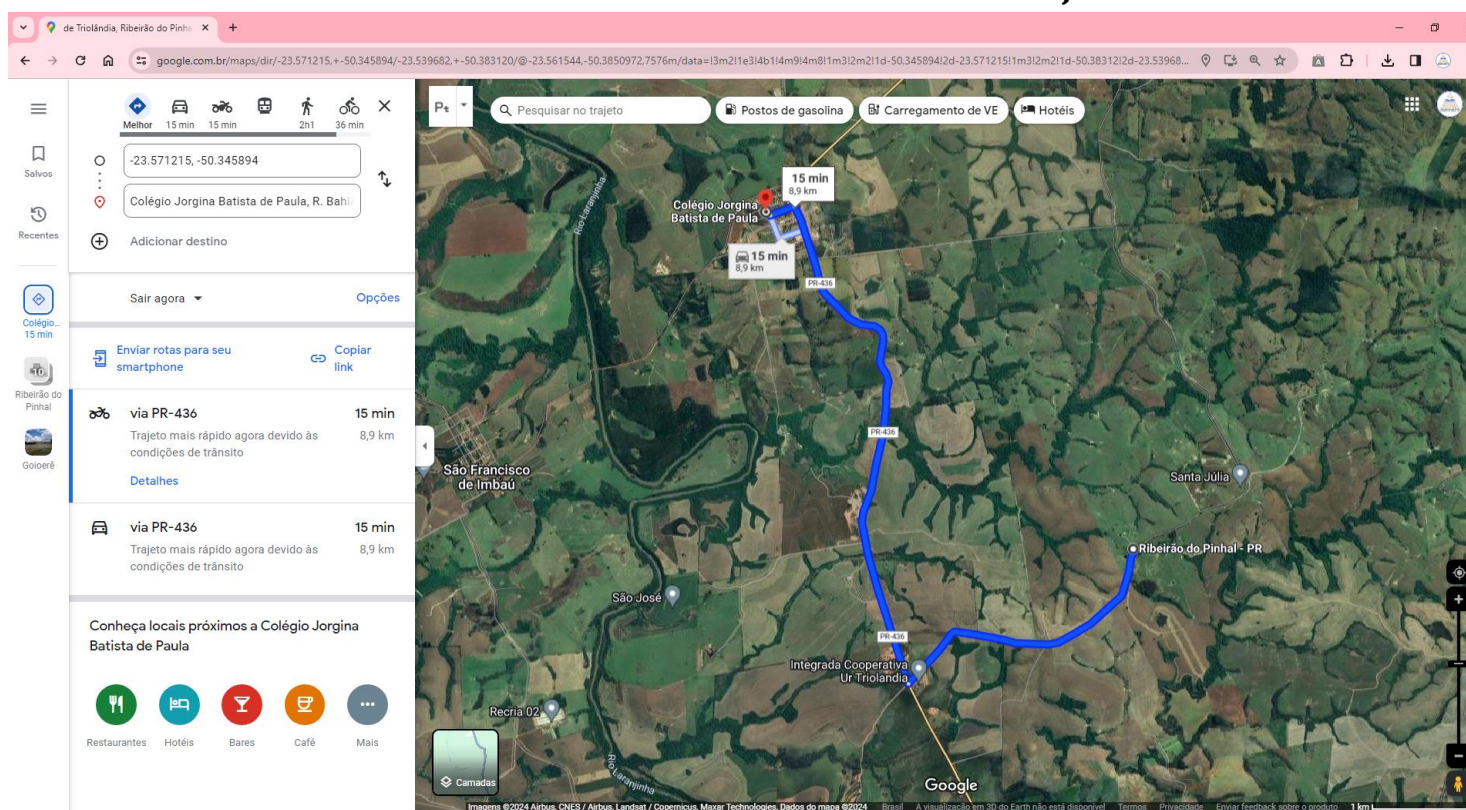 de Triolândia, Ribeirão do Pinha
google.com.br/maps/dir/-23.571215,+-50.345894/-23.539682,+-50.383120/@-23.561544,-50.3850972,7576m/data=!3m2!1e3!4b1!4m9!4m8!1m3!2m2!1d-50.345894!2d-23.571215!1m3!2m2!1d-50.38312!2d-23.53968...
Salvos
Recentes
Colégio...
15 min
Ribeirão do
Pinhal
Goioerê
Melhor 15 min 15 min 2h1 36 min
-23.571215, -50.345894
Colégio Jorgina Batista de Paula, R. Bahi
Adicionar destino
Sair agora
Opções
Enviar rotas para seu
smartphone
Copiar
link
via PR-436 15 min
Trajeto mais rápido agora devido às 8,9 km
condições de trânsito
Detalhes
via PR-436 15 min
Trajeto mais rápido agora devido às 8,9 km
condições de trânsito
Conheça locais próximos a Colégio Jorgina
Batista de Paula
Restaurantes Hotéis Bares Café Mais
Pesquisar no trajeto
Postos de gasolina
Carregamento de VE
Hotéis
15 min
8,9 km
Colégio Jorgina
Batista de Paula
15 min
8,9 km
Rio Laranjinha
PR-436
PR-436
São Francisco
de Imbaú
Santa Júlia
Ribeirão do Pinhal - PR
São José
PR-436
Integrada Cooperativa
Ur Triolandia
Recria 02
Rio Laranjinha
Camadas
Google
Imagens ©2024 Airbus, CNES / Airbus, Landsat / Copernicus, Maxar Technologies, Dados do mapa ©2024 Brasil A visualização em 3D do Earth não está disponível Termos Privacidade Enviar feedback sobre o produto 1 km